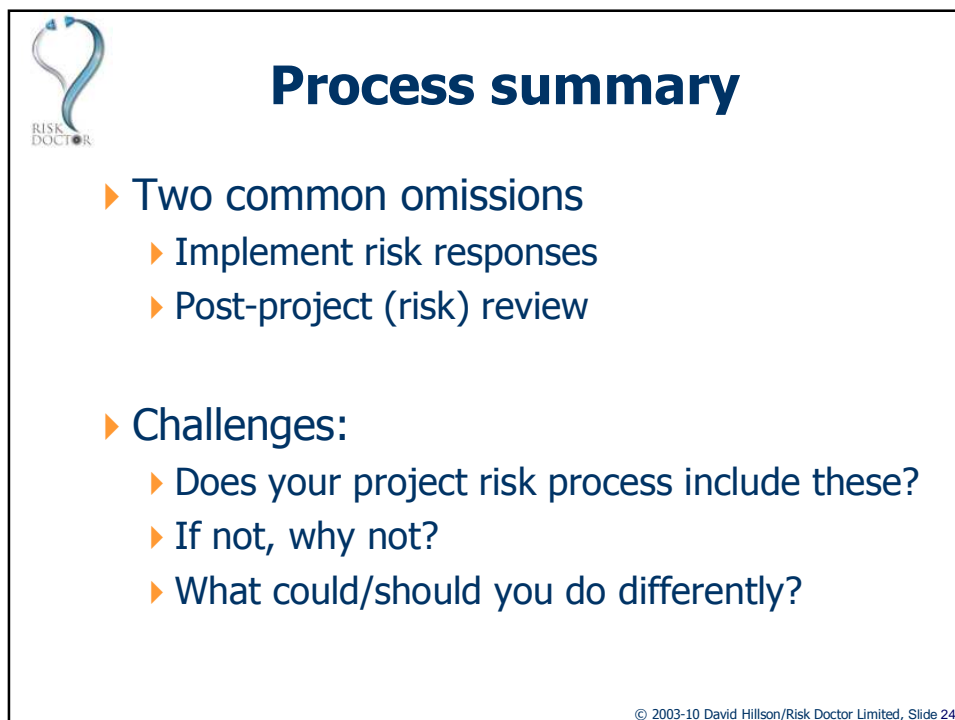 RISK
DOCTOR
Process summary
Two common omissions
Implement risk responses
Post-project (risk) review
Challenges:
Does your project risk process include these?
If not, why not?
What could/should you do differently?
© 2003-10 David Hillson/Risk Doctor Limited, Slide 24